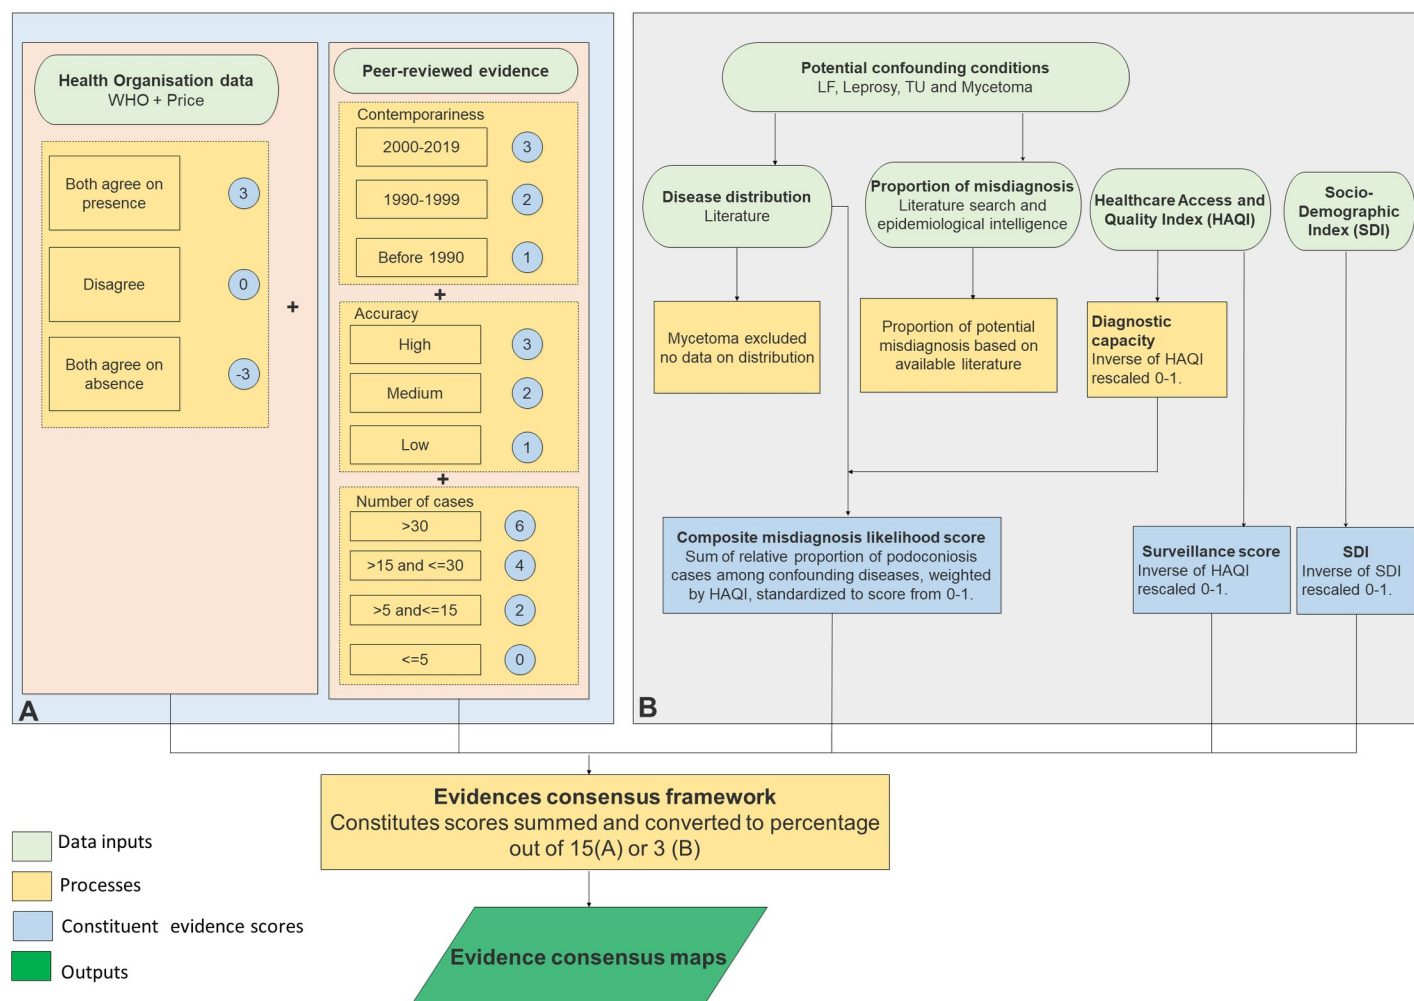 Health Organisation data
WHO + Price
Both agree on
presence
3
Disagree
0
Both agree on
absence
-3
+
Peer-reviewed evidence
Contemporariness
2000-2019
3
1990-1999
2
Before 1990
1
+
Accuracy
High
3
Medium
2
Low
1
+
Number of cases
>30
6
>15 and <=30
4
>5 and<=15
2
<=5
0
A
Potential confounding conditions
LF, Leprosy, TU and Mycetoma
Disease distribution
Literature
Proportion of misdiagnosis
Literature search and
epidemiological intelligence
Healthcare Access and
Quality Index (HAQI)
Socio-
Demographic
Index (SDI)
Mycetoma excluded
no data on distribution
Proportion of potential
misdiagnosis based on
available literature
Diagnostic
capacity
Inverse of HAQI
rescaled 0-1.
Composite misdiagnosis likelihood score
Sum of relative proportion of podoconiosis
cases among confounding diseases, weighted
by HAQI, standardized to score from 0-1.
Surveillance score
Inverse of HAQI
rescaled 0-1.
SDI
Inverse of SDI
rescaled 0-1.
B
Evidences consensus framework
Constitutes scores summed and converted to percentage
out of 15(A) or 3 (B)
Evidence consensus maps
Data inputs
Processes
Constituent evidence scores
Outputs